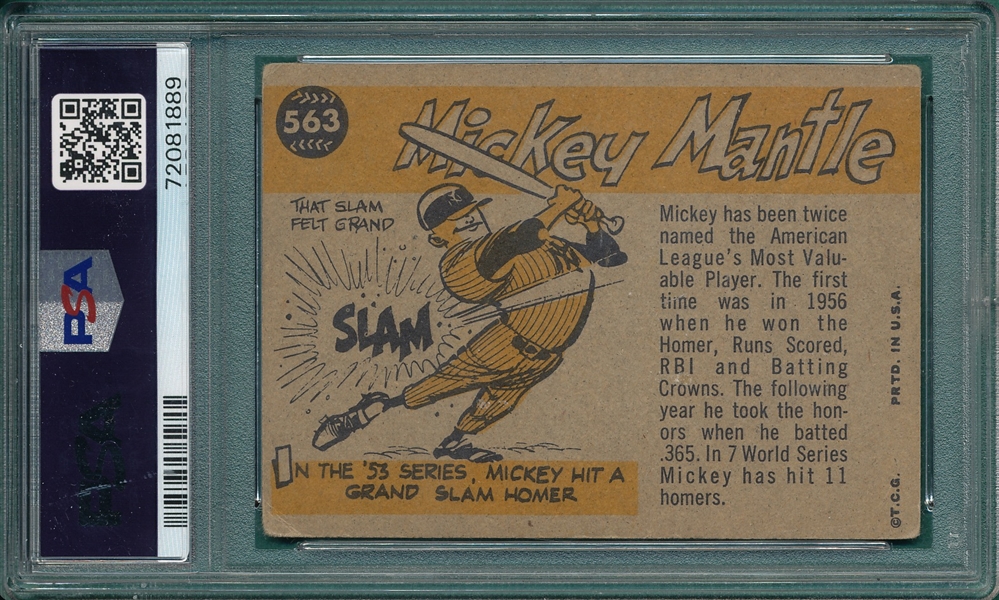 72081889
PSA
PSA
563
Mickey Mantle
THAT SLAM
FELT GRAND
NY
NY
SLAM
IN THE '53 SERIES, MICKEY HIT A
GRAND SLAM HOMER
Mickey has been twice
named the American
League's Most Valu-
able Player. The first
time was in 1956
when he won the
Homer, Runs Scored,
RBI and Batting
Crowns. The following
year he took the hon-
ors when he batted
.365. In 7 World Series
Mickey has hit 11
homers.
©T.C.G. PRTD. IN U.S.A.